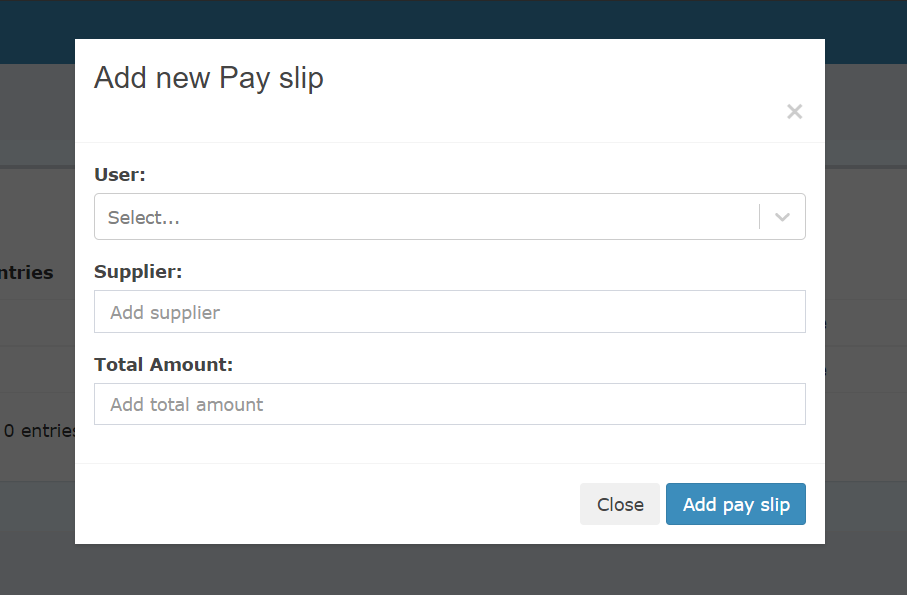 Add new Pay slip
×
User:
Select...
Supplier:
Add supplier
ntries
Total Amount:
Add total amount
0 entries
Close
Add pay slip